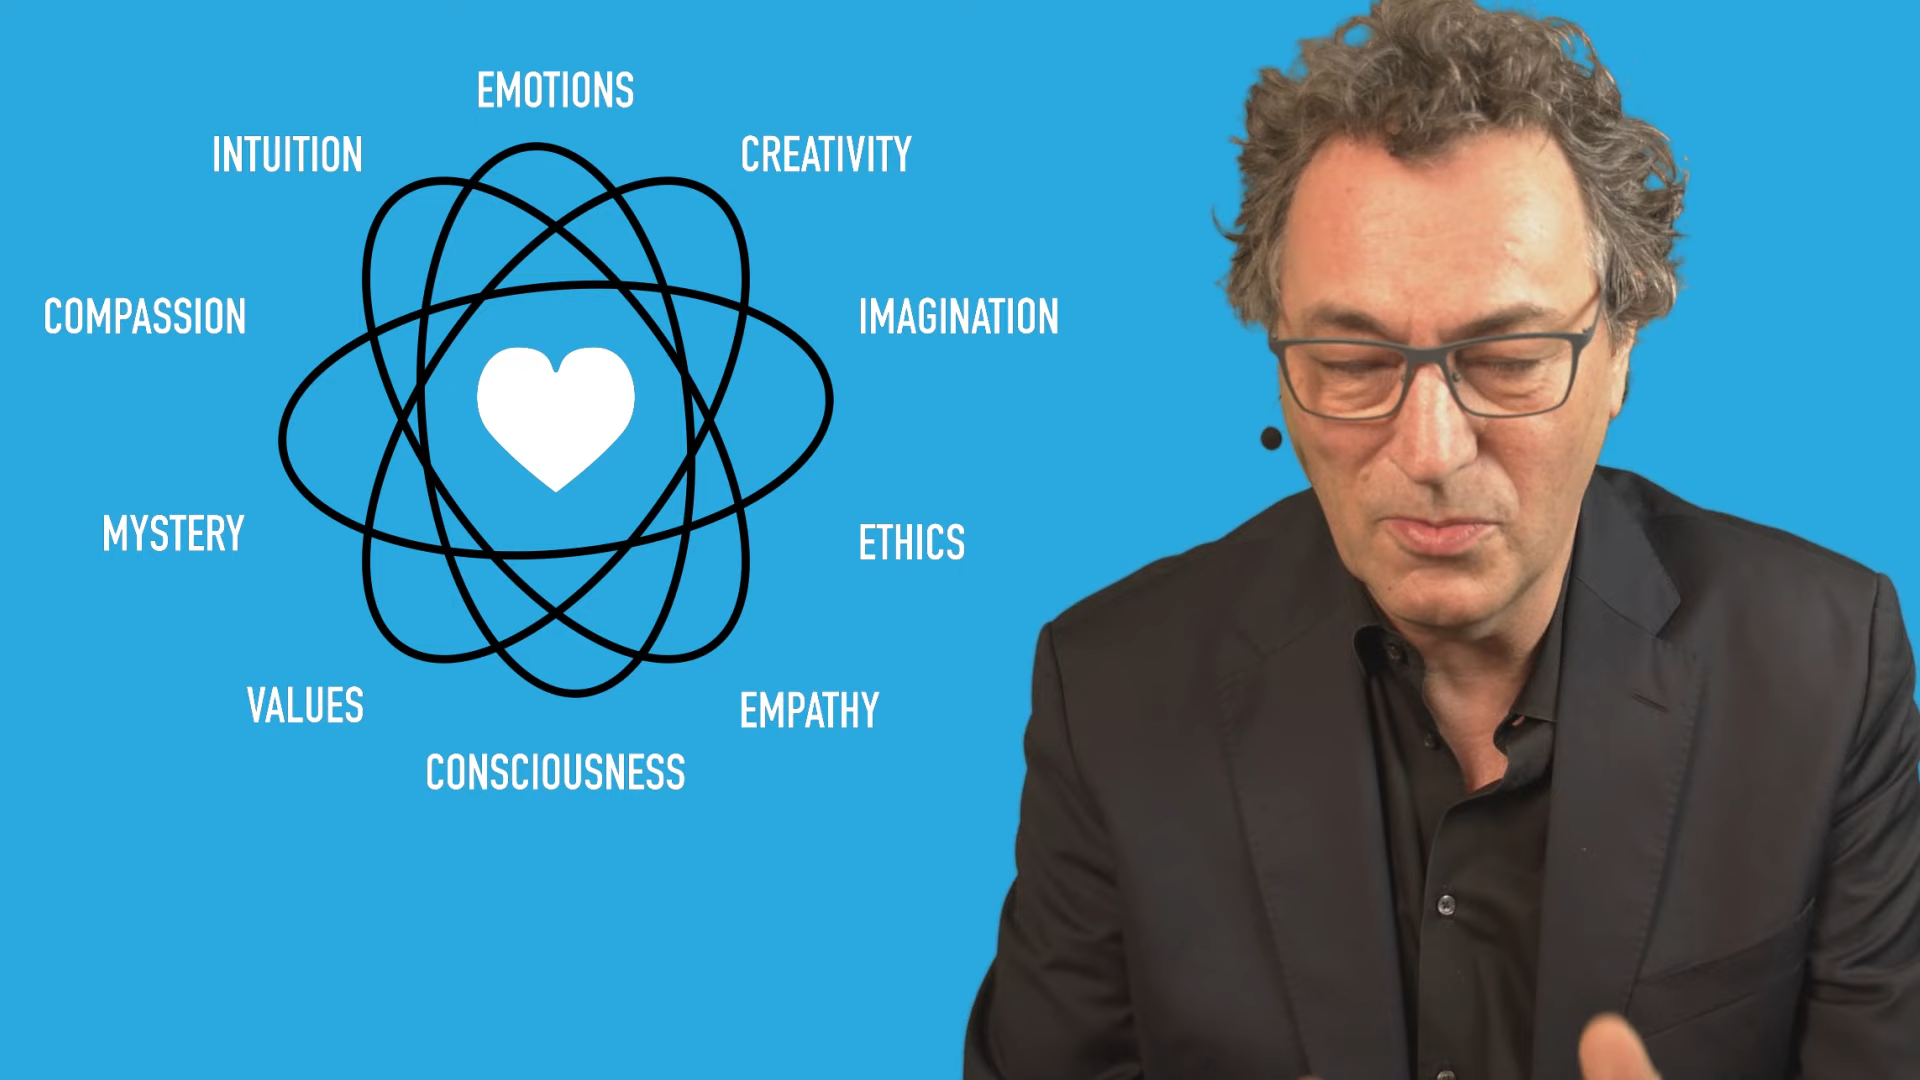 EMOTIONS
INTUITION
CREATIVITY
COMPASSION
IMAGINATION
MYSTERY
ETHICS
VALUES
EMPATHY
CONSCIOUSNESS